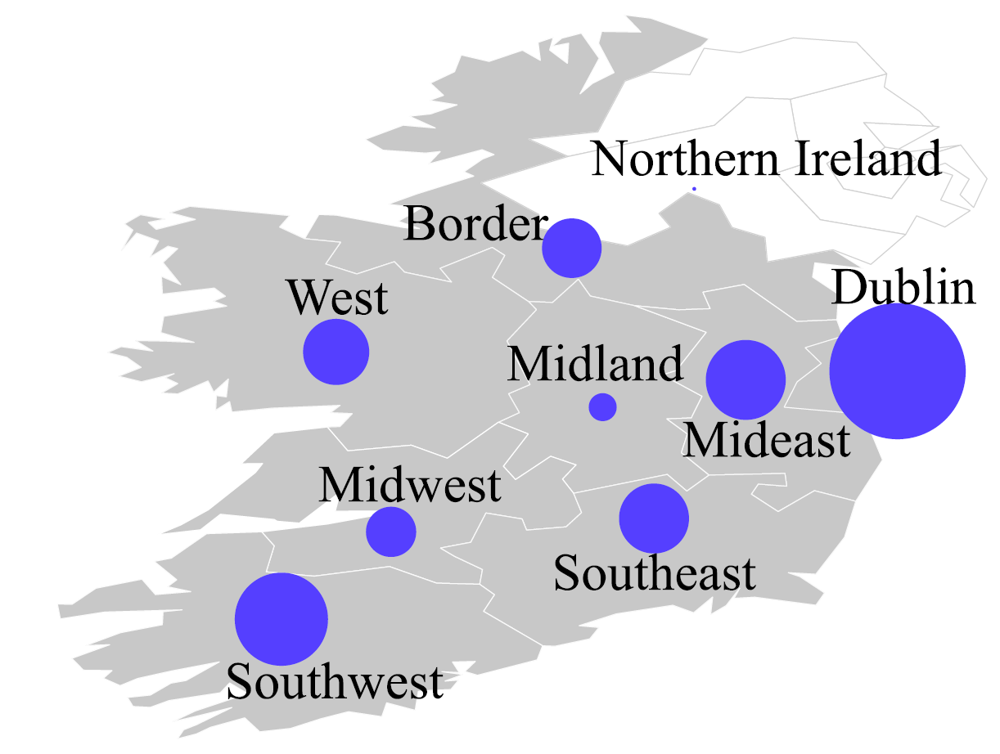 Northern Ireland
Border
Dublin
West
Midland
Mideast
Midwest
Southeast
Southwest